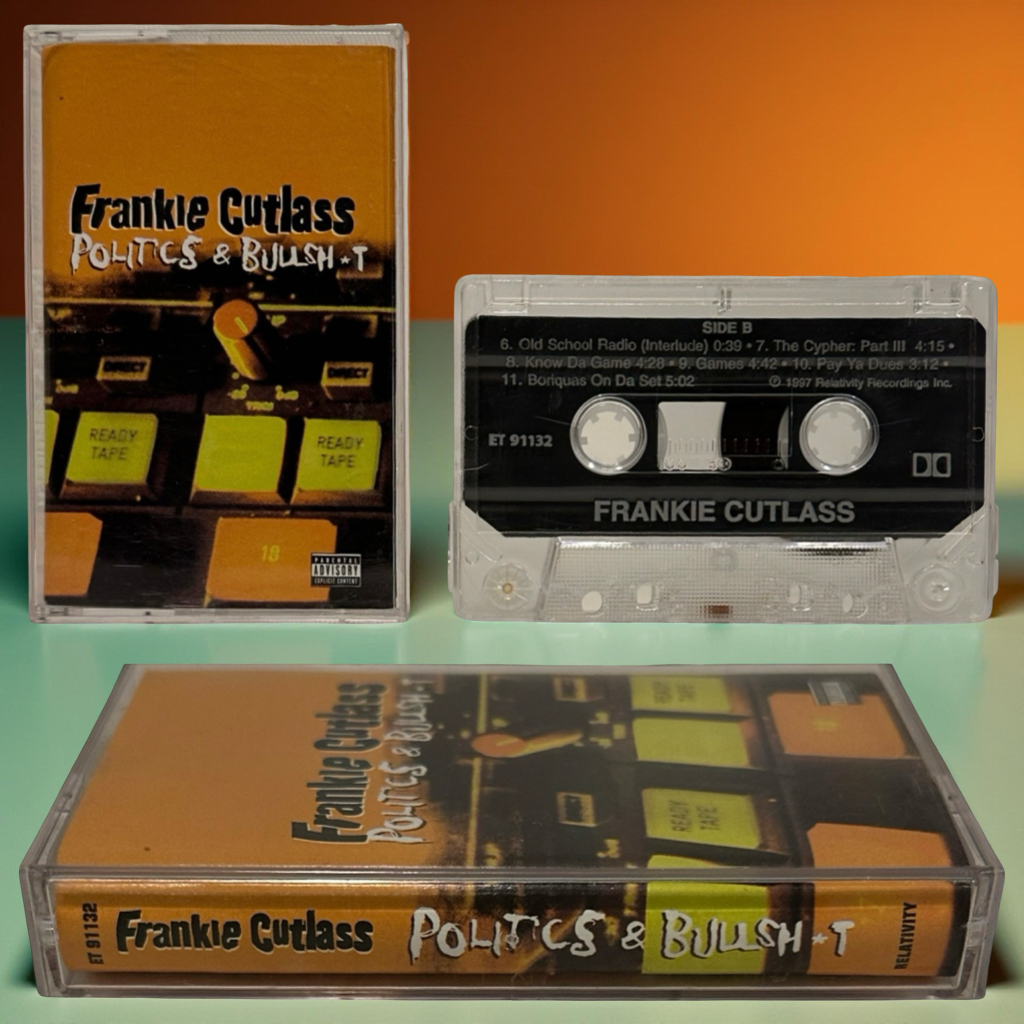 Frankie Cutlass
POLITICS & BULLSH*T
DIRECT
DIRECT
READY
TAPE
READY
TAPE
18
PARENTAL
ADVISORY
EXPLICIT CONTENT
SIDE B
6. Old School Radio (Interlude) 0:39 • 7. The Cypher: Part III 4:15 •
8. Know Da Game 4:28 • 9. Games 4:42 • 10. Pay Ya Dues 3:12 •
11. Boriquas On Da Set 5:02
℗ 1997 Relativity Recordings Inc.
ET 91132
FRANKIE CUTLASS
Frankie Cutlass
POLITICS & BULLSH*T
READY
TAPE
ET 91132
Frankie Cutlass POLITICS & BULLSH*T
RELATIVITY